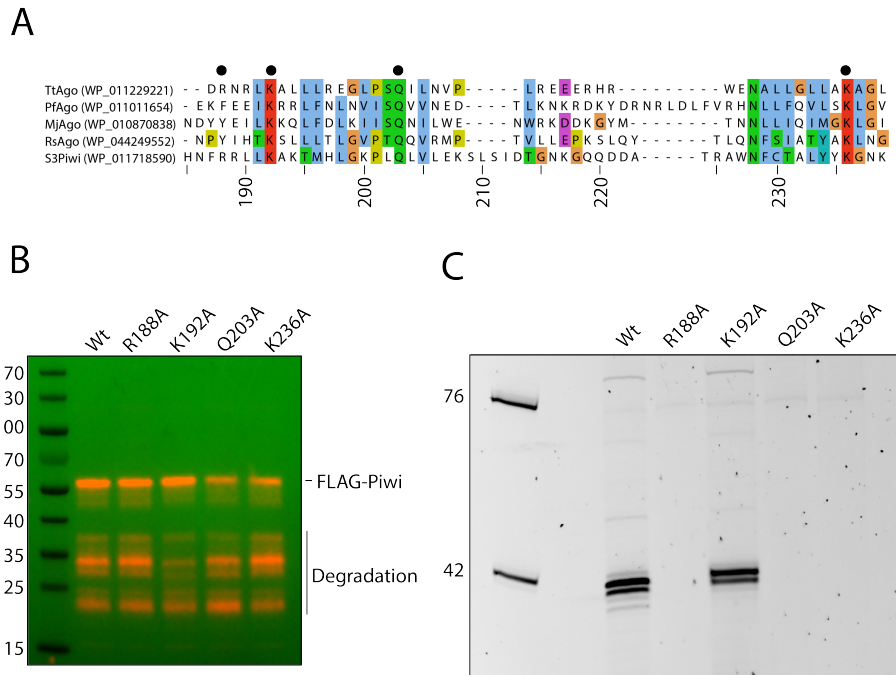 A
TtAgo (WP_011229221) - - D R N R L K A L L L R E G L P S Q I L N V P - - - - - L R E E E R H R - - - - - - - - - W E N A L L G L L A K A G L
PfAgo (WP_011011654) - E K F E E I K R R L F N L N V I S Q N V N E D - - - - T L K N K R D K Y D R N R L D L F V R H N L L F Q V L S K L G V
MjAgo (WP_010870838) N D Y Y E I L K K Q L F D L K I I S Q N I L W E - - - - N W R K D D K G Y - - - - - - - - - L K N L L I Q I M G K G I M
RsAgo (WP_044249552) - N P Y I H T K S L L L T L G V P T Q Q V R M P - - - - T V L L E P K S L Q Y - - - - - - T L Q N F S I A T Y A K L N G
S3Piwi (WP_011718590) H N F R R L L K A K T M H L G K P L Q I V L E K S L S I D T G N K G Q Q D D A - - - - - - T A W N F C T A L Y Y K G N K
190 200 210 220 230
B
Wt R188A K192A Q203A K236A
70
30
00
70
55
40
35
25
15
FLAG-Piwi
Degradation
C
Wt R188A K192A Q203A K236A
76
42